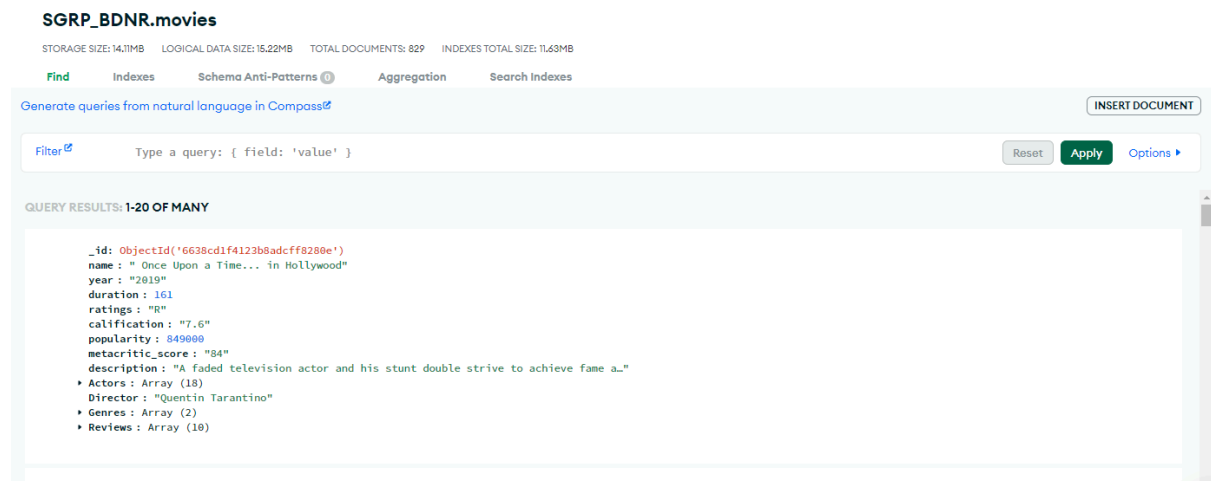 SGRP_BDNR.movies
STORAGE SIZE: 14.11MB LOGICAL DATA SIZE: 15.22MB TOTAL DOCUMENTS: 829 INDEXES TOTAL SIZE: 11.63MB
Find Indexes Schema Anti-Patterns 0 Aggregation Search Indexes
Generate queries from natural language in Compass
INSERT DOCUMENT
Filter Type a query: { field: 'value' } Reset Apply Options
QUERY RESULTS: 1-20 OF MANY
_id: ObjectId('6638cd1f4123b8adcff8280e')
name : " Once Upon a Time... in Hollywood"
year : "2019"
duration : 161
ratings : "R"
calification : "7.6"
popularity : 849000
metacritic_score : "84"
description : "A faded television actor and his stunt double strive to achieve fame a…"
Actors : Array (18)
Director : "Quentin Tarantino"
Genres : Array (2)
Reviews : Array (10)